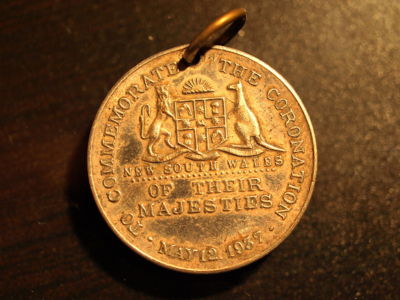 TO COMMEMORATE THE CORONATION
NEW SOUTH WALES
OF THEIR
MAJESTIES
· MAY 12 1937 ·